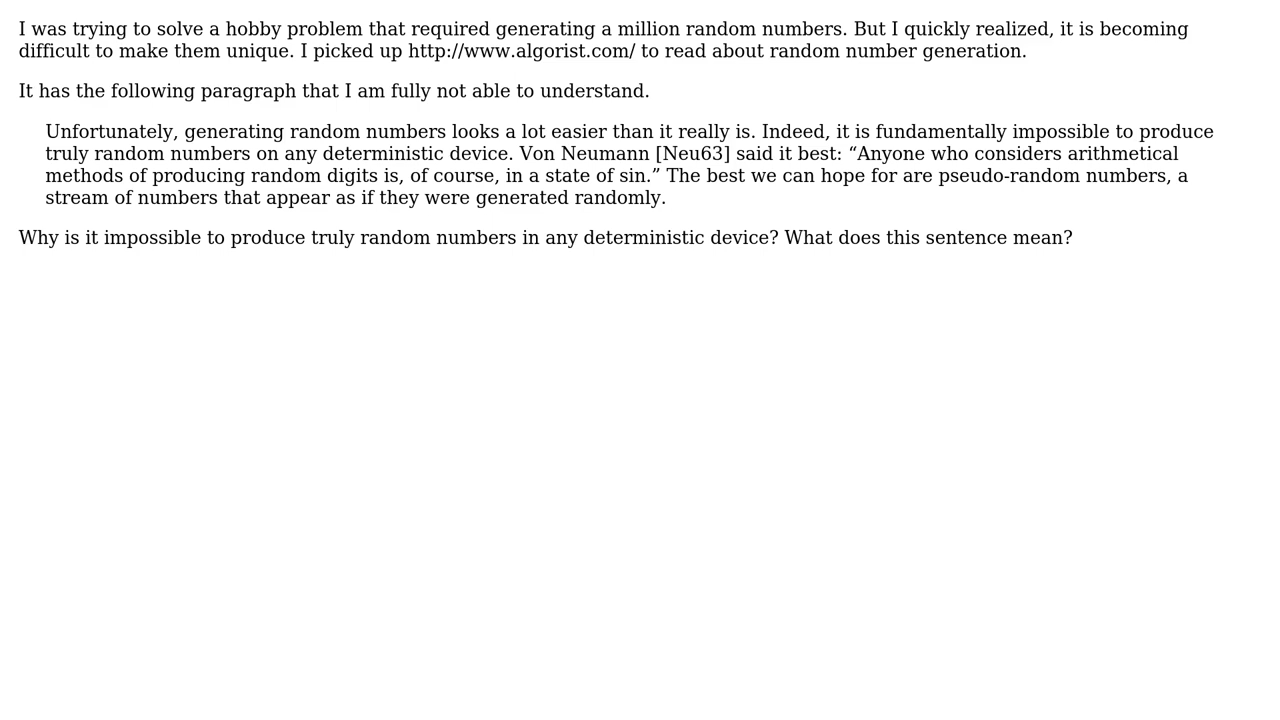 I was trying to solve a hobby problem that required generating a million random numbers. But I quickly realized, it is becoming
difficult to make them unique. I picked up http://www.algorist.com/ to read about random number generation.
It has the following paragraph that I am fully not able to understand.
Unfortunately, generating random numbers looks a lot easier than it really is. Indeed, it is fundamentally impossible to produce
truly random numbers on any deterministic device. Von Neumann [Neu63] said it best: “Anyone who considers arithmetical
methods of producing random digits is, of course, in a state of sin.” The best we can hope for are pseudo-random numbers, a
stream of numbers that appear as if they were generated randomly.
Why is it impossible to produce truly random numbers in any deterministic device? What does this sentence mean?